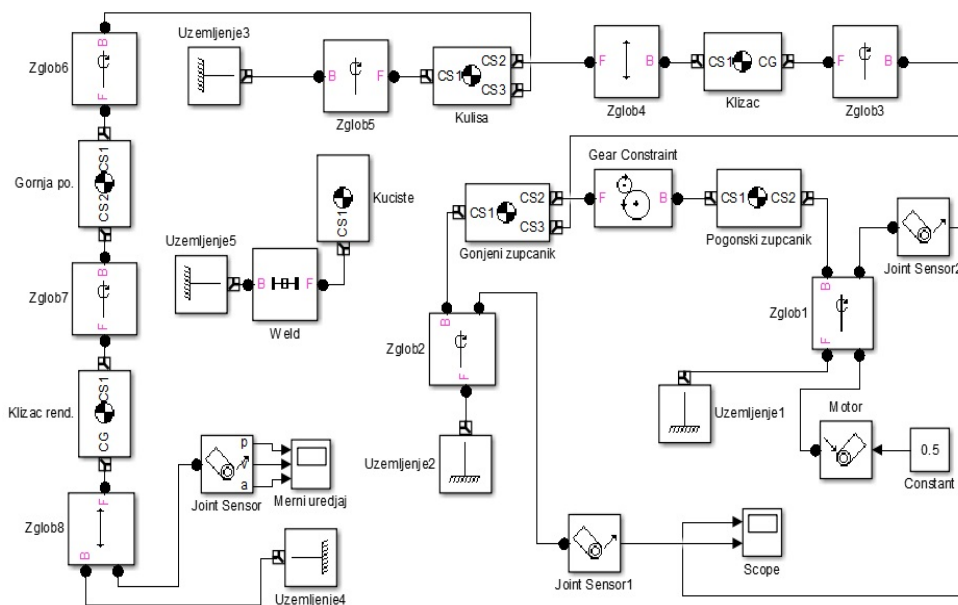 Uzemljenje3
B
F
Zglob6
B
F
Zglob5
CS1
CS2
CS3
Kulisa
F
B
Zglob4
CS1
CG
Klizac
F
B
Zglob3
CS1
CS2
Gornja po.
CS1
Kuciste
Uzemljenje5
B
F
Weld
CS1
CS2
CS3
Gonjeni zupcanik
Gear Constraint
F
B
CS1
CS2
Pogonski zupcanik
Joint Sensor2
B
F
Zglob7
B
F
Zglob2
B
F
Zglob1
CS1
CG
Klizac rend.
Uzemljenje2
Uzemljenje1
Motor
0.5
Constant
p
v
a
Joint Sensor
Merni uredjaj
F
B
Zglob8
Uzemljenje4
Joint Sensor1
Scope